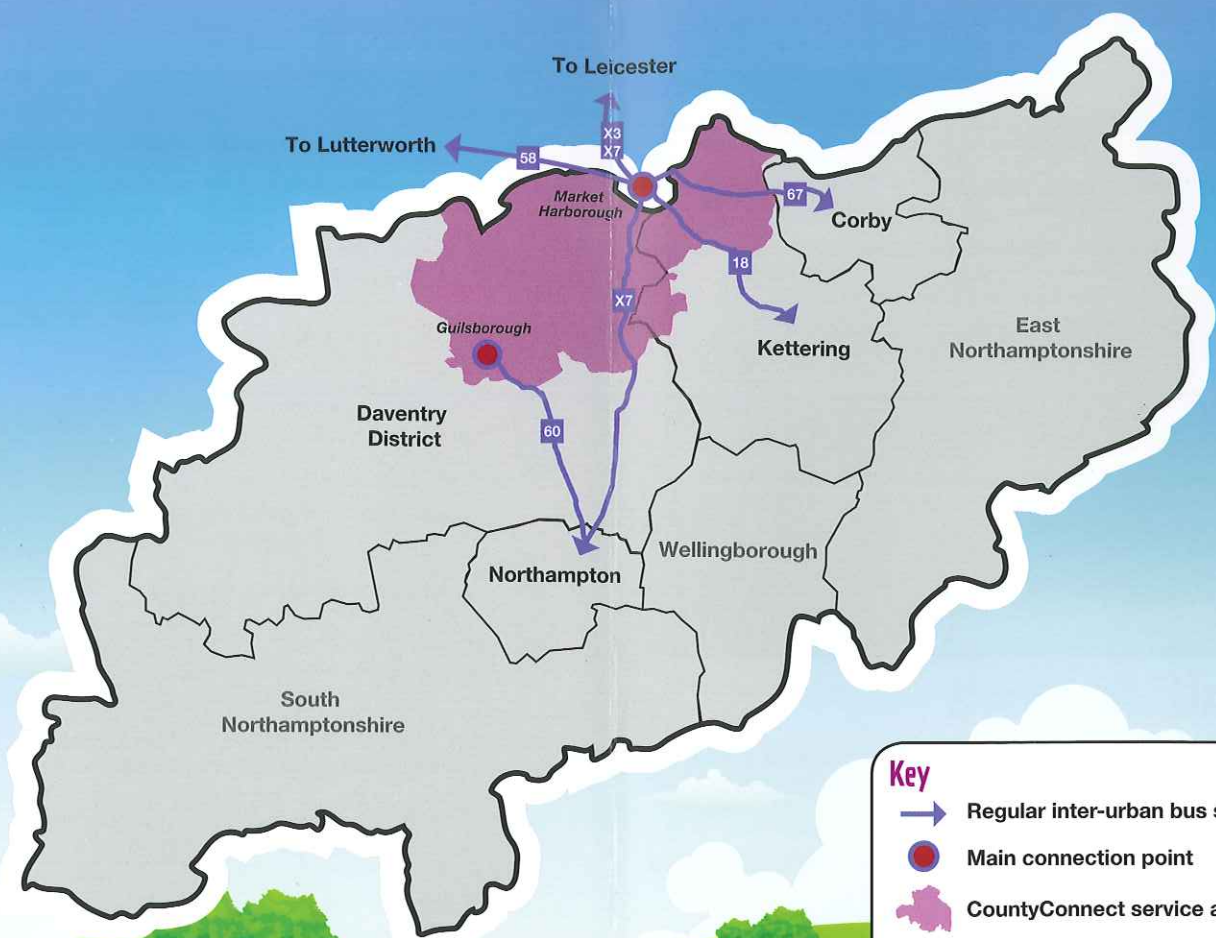 To Leicester
To Lutterworth
58
X3
X7
Market
Harborough
67
Corby
18
X7
Guilsborough
Kettering
East
Northamptonshire
Daventry
District
60
Wellingborough
Northampton
South
Northamptonshire
Key
Regular inter-urban bus s
Main connection point
CountyConnect service a